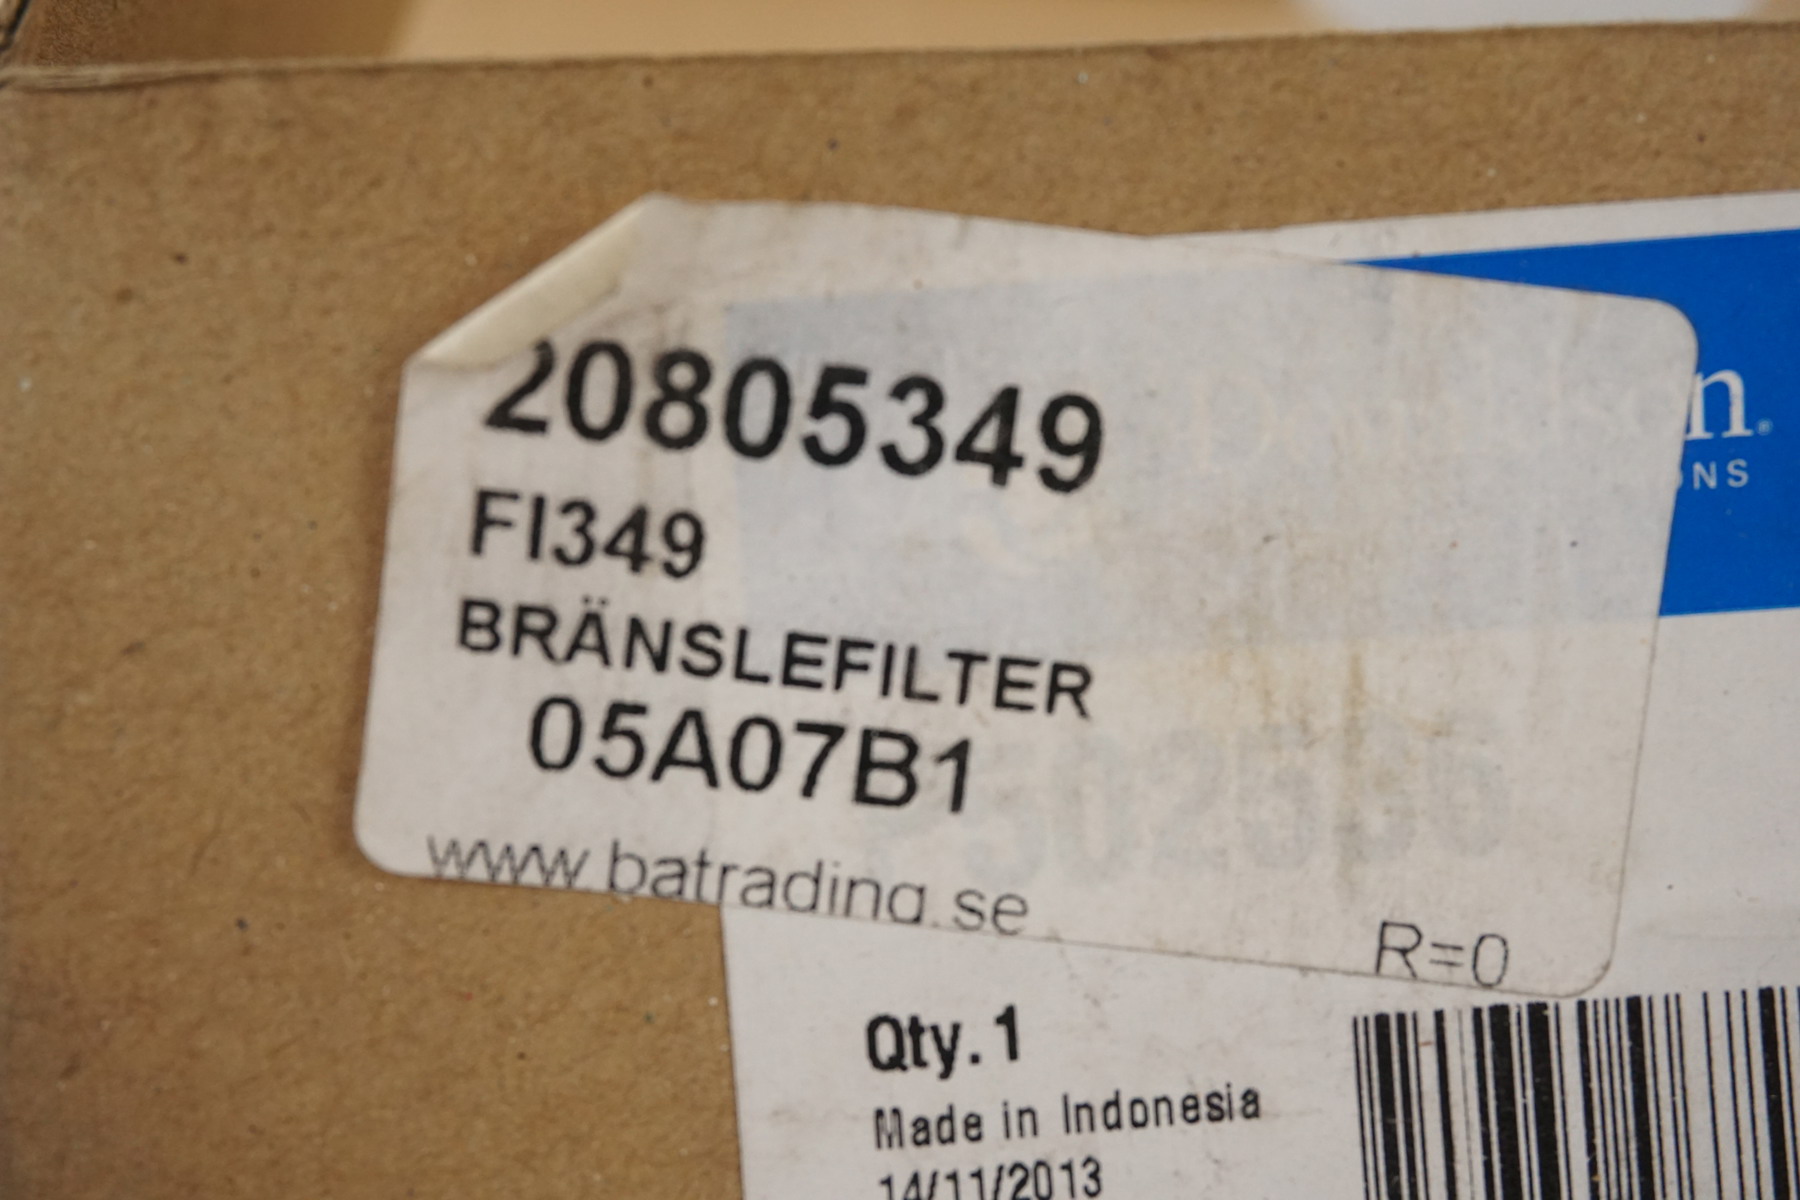 20805349
FI349
BRÄNSLEFILTER
05A07B1
www.batrading.se
R=0
Qty. 1
Made in Indonesia
14/11/2013